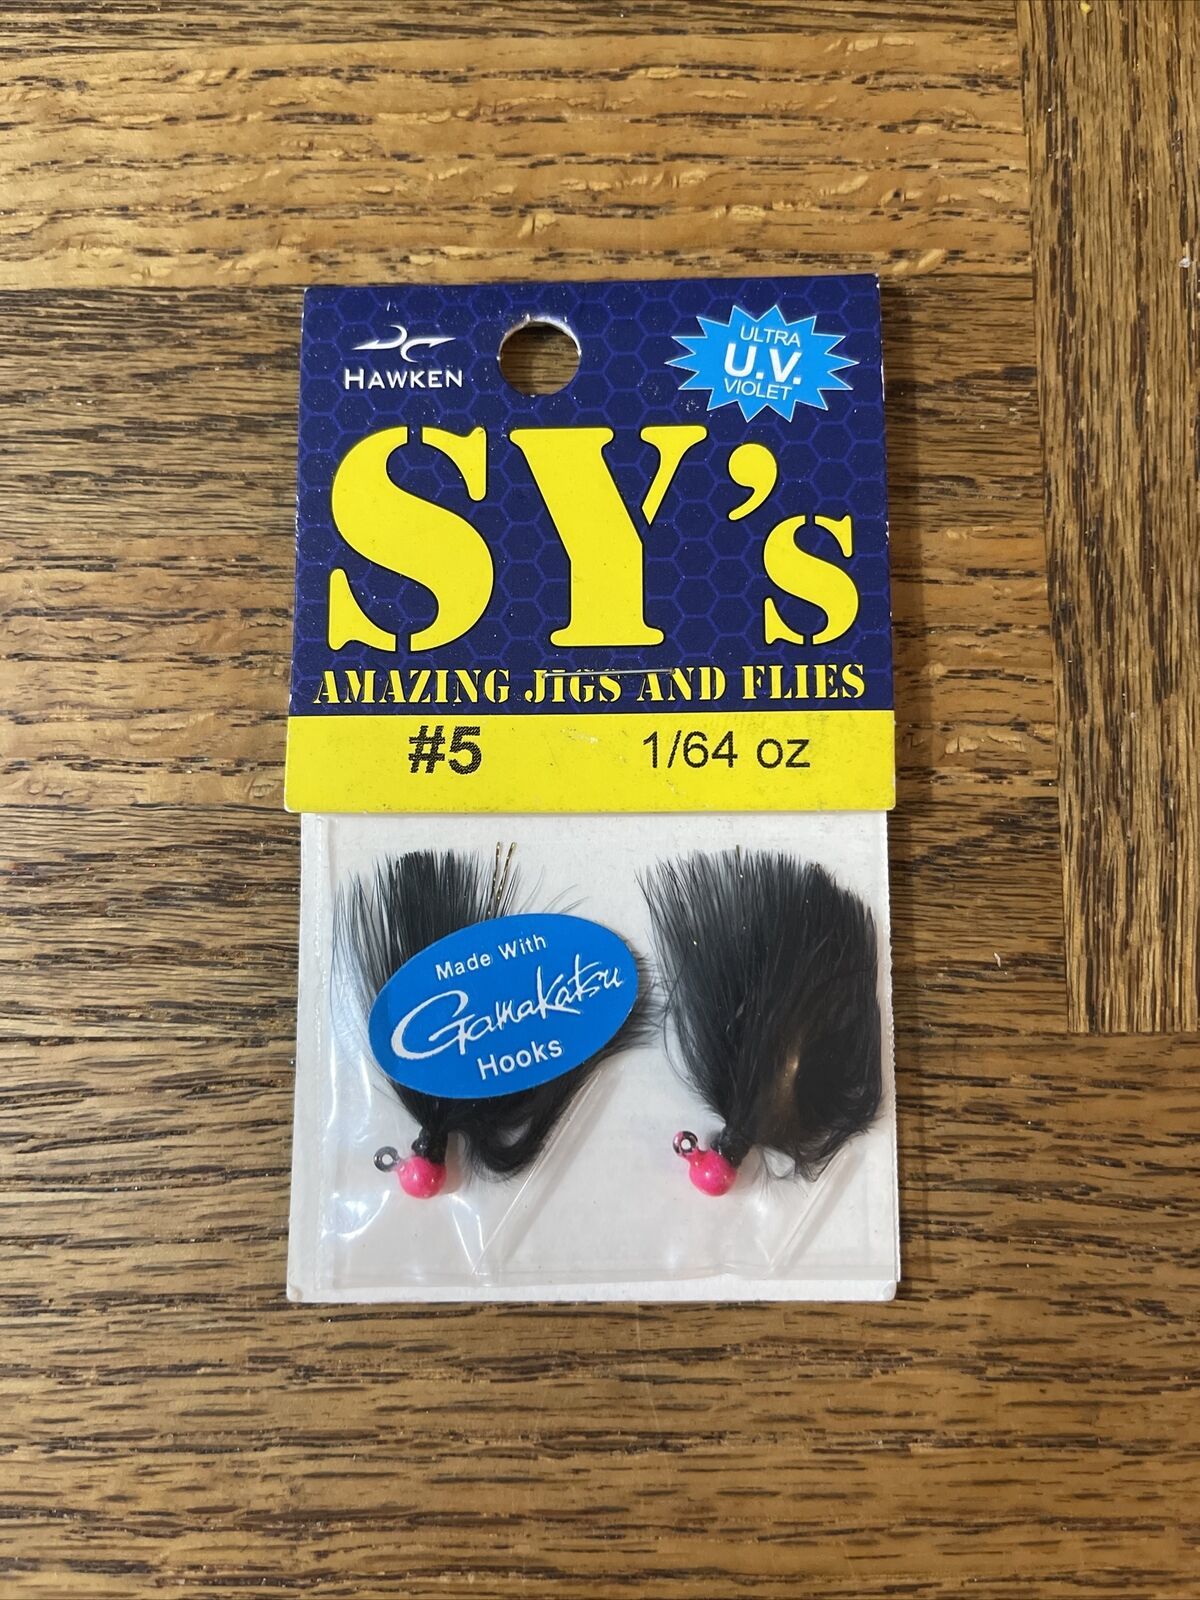 HAWKEN
ULTRA
U.V.
VIOLET
SY's
AMAZING JIGS AND FLIES
#5 1/64 oz
Made With
Gamakatsu
Hooks